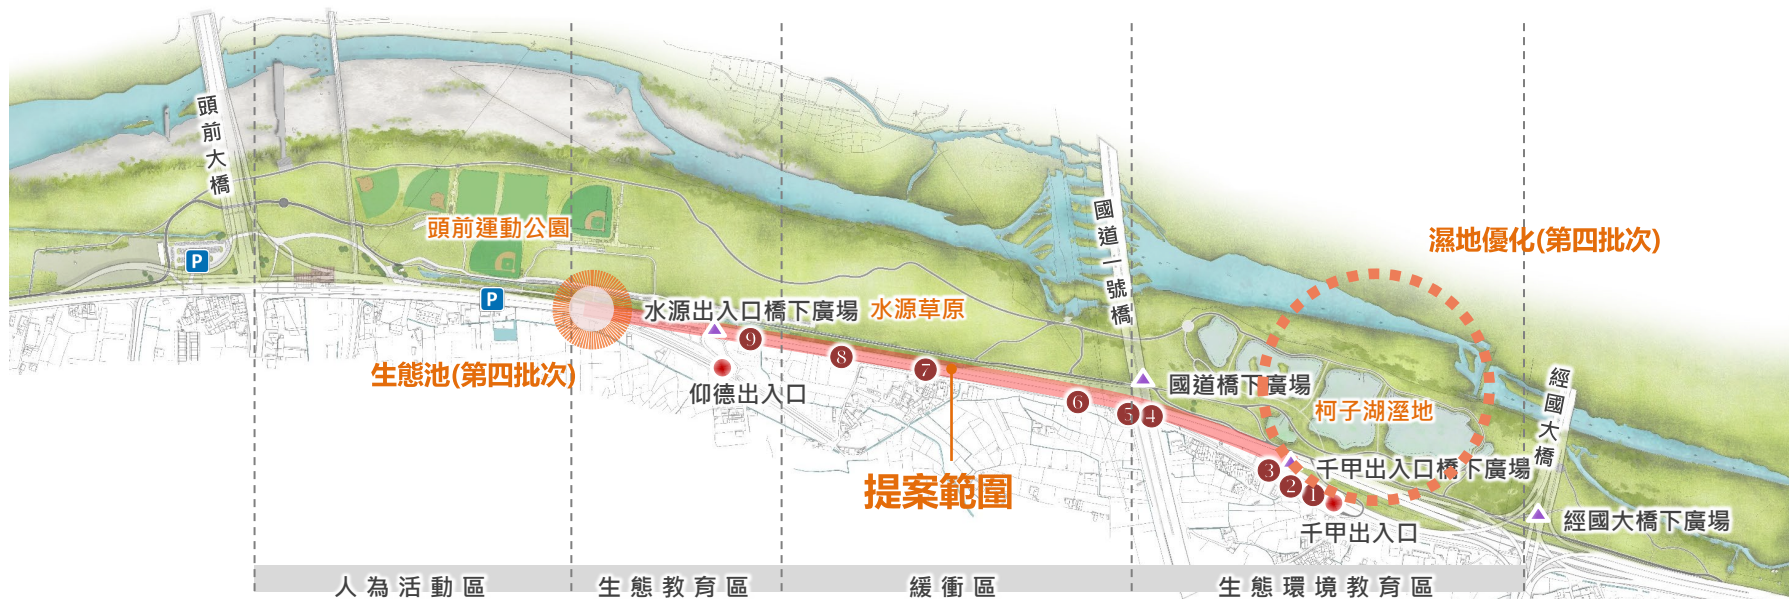 頭前大橋
頭前運動公園
P
P
生態池(第四批次)
水源出入口橋下廣場
水源草原
9
8
7
6
5
4
3
2
1
仰德出入口
提案範圍
國道一號橋
國道橋下廣場
濕地優化(第四批次)
柯子湖溼地
千甲出入口橋下廣場
千甲出入口
經國大橋
經國大橋下廣場
人為活動區
生態教育區
緩衝區
生態環境教育區